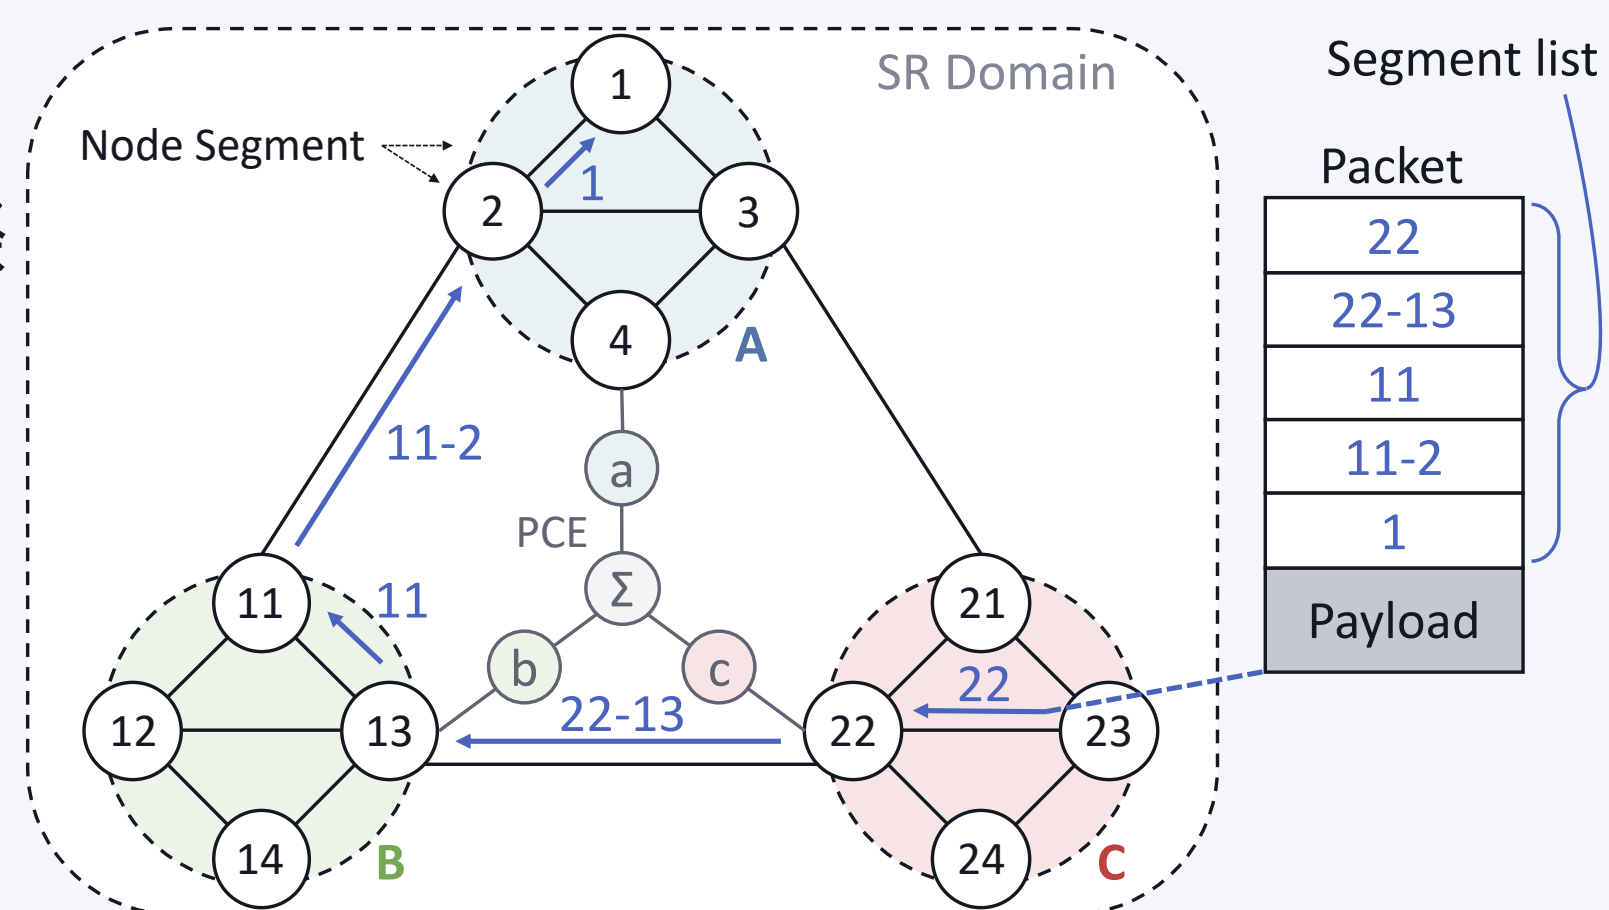 SR Domain
Segment list
Node Segment
Packet
1
1
2
3
4
A
11-2
a
PCE
Σ
b
c
22-13
11
11
12
13
14
B
21
22
22
23
24
C
22
22-13
11
11-2
1
Payload